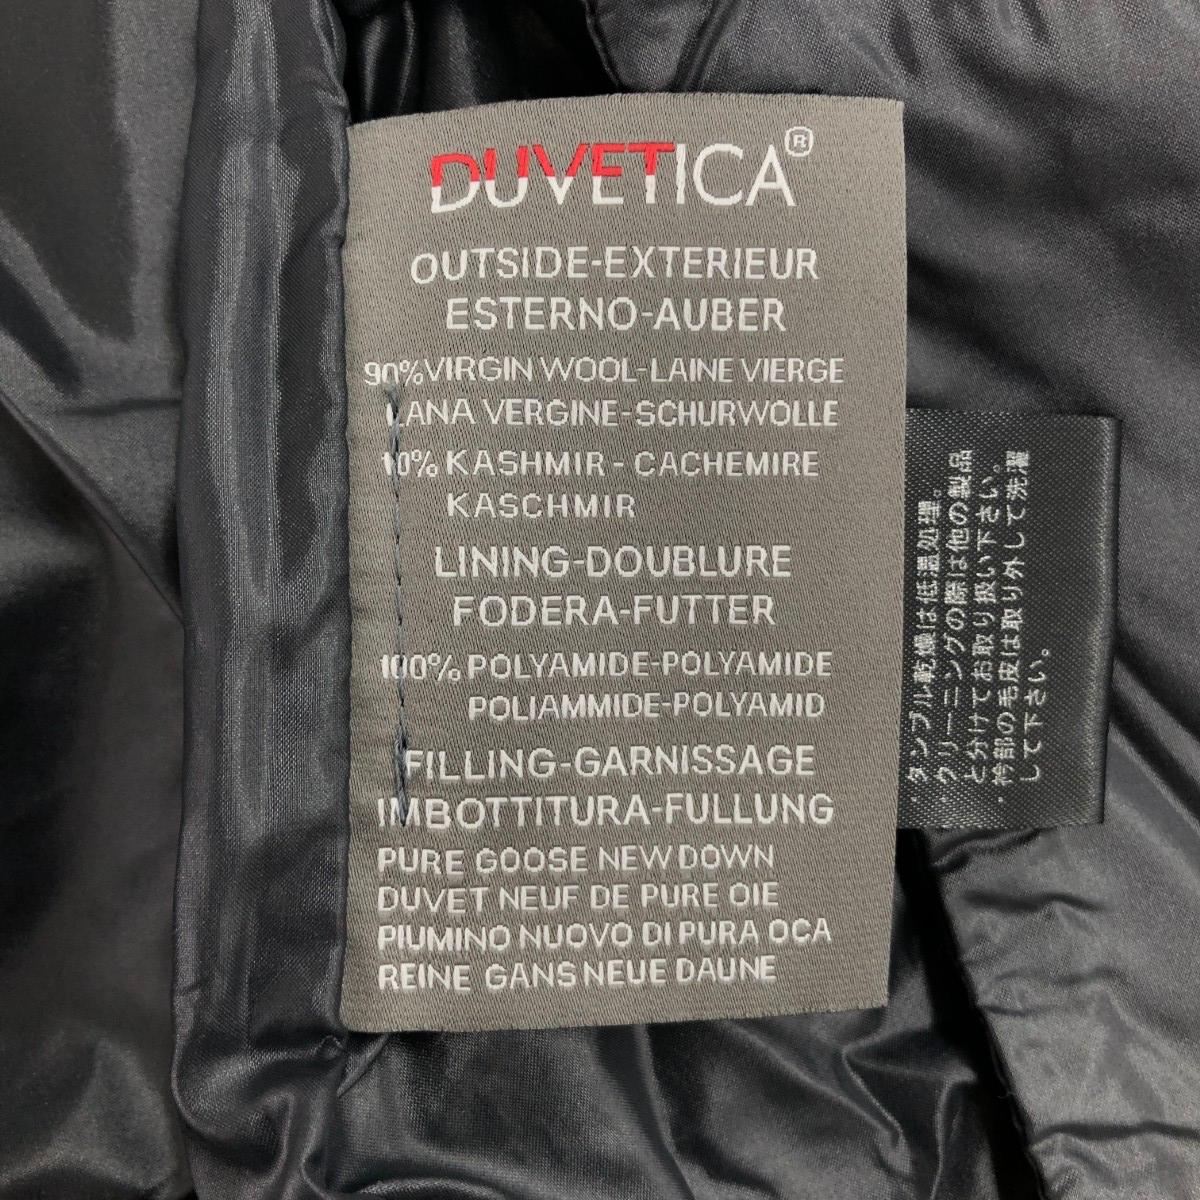 DUVETICA®
OUTSIDE-EXTERIEUR
ESTERNO-AUBER
90% VIRGIN WOOL-LAINE VIERGE
LANA VERGINE-SCHURWOLLE
10% KASHMIR - CACHEMIRE
KASCHMIR
LINING-DOUBLURE
FODERA-FUTTER
100% POLYAMIDE-POLYAMIDE
POLIAMMIDE-POLYAMID
FILLING-GARNISSAGE
IMBOTTITURA-FULLUNG
PURE GOOSE NEW DOWN
DUVET NEUF DE PURE OIE
PIUMINO NUOVO DI PURA OCA
REINE GANS NEUE DAUNE
・タンブル乾燥は低温処理。
・クリーニングの際は他の製品
と分けてお取り扱い下さい。
・衿部の毛皮は取り外して洗濯
して下さい。